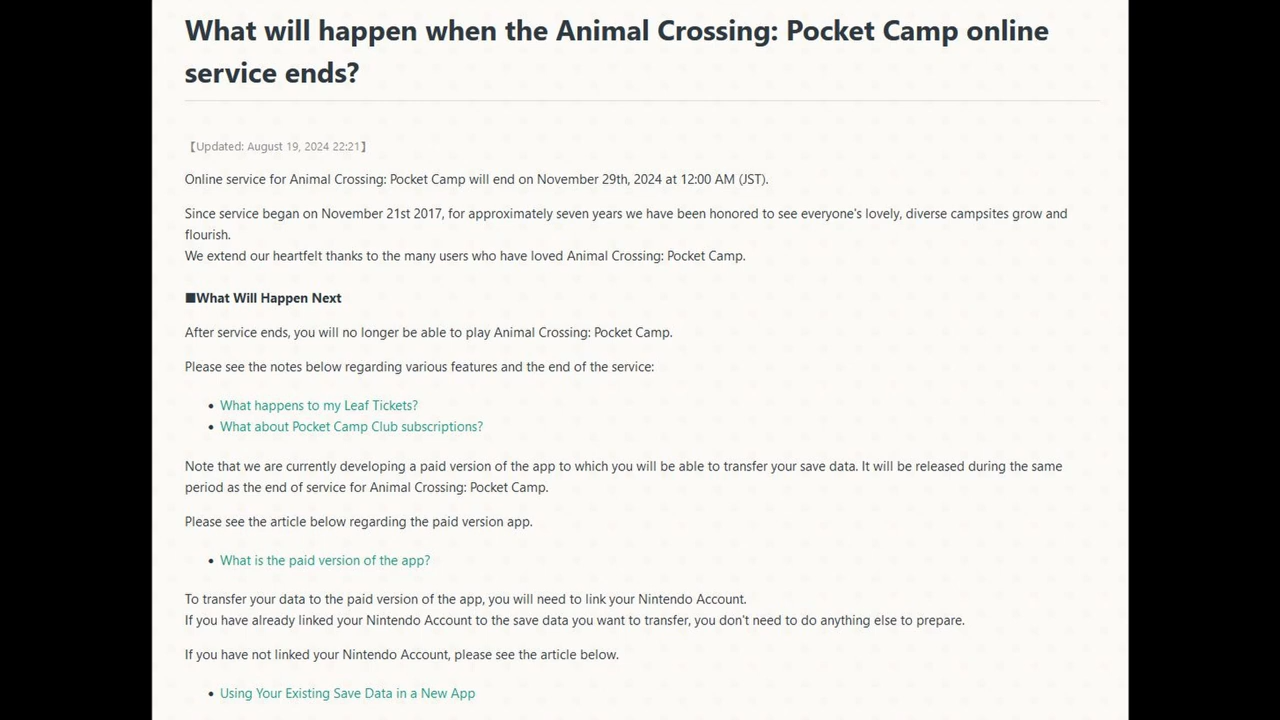 What will happen when the Animal Crossing: Pocket Camp online
service ends?
【Updated: August 19, 2024 22:21】
Online service for Animal Crossing: Pocket Camp will end on November 29th, 2024 at 12:00 AM (JST).
Since service began on November 21st 2017, for approximately seven years we have been honored to see everyone's lovely, diverse campsites grow and
flourish.
We extend our heartfelt thanks to the many users who have loved Animal Crossing: Pocket Camp.
■What Will Happen Next
After service ends, you will no longer be able to play Animal Crossing: Pocket Camp.
Please see the notes below regarding various features and the end of the service:
• What happens to my Leaf Tickets?
• What about Pocket Camp Club subscriptions?
Note that we are currently developing a paid version of the app to which you will be able to transfer your save data. It will be released during the same
period as the end of service for Animal Crossing: Pocket Camp.
Please see the article below regarding the paid version app.
• What is the paid version of the app?
To transfer your data to the paid version of the app, you will need to link your Nintendo Account.
If you have already linked your Nintendo Account to the save data you want to transfer, you don't need to do anything else to prepare.
If you have not linked your Nintendo Account, please see the article below.
• Using Your Existing Save Data in a New App